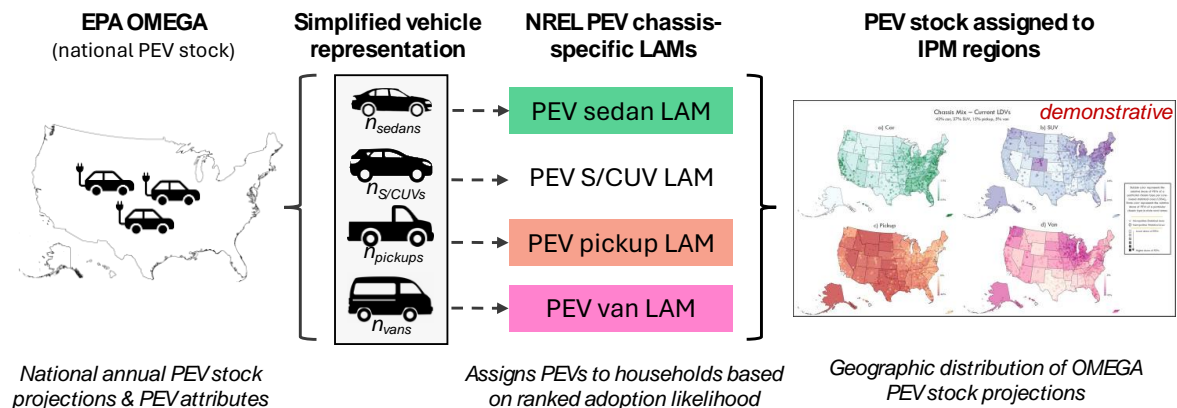 EPA OMEGA
(national PEV stock)
Simplified vehicle
representation
NREL PEV chassis-
specific LAMs
PEV stock assigned to
IPM regions
n_sedans
n_S/CUVs
n_pickups
n_vans
PEV sedan LAM
PEV S/CUV LAM
PEV pickup LAM
PEV van LAM
demonstrative
Chassis Mix – Current LDVs
a) Car
b) SUV
c) Pickup
d) Van
National annual PEV stock
projections & PEV attributes
Assigns PEVs to households based
on ranked adoption likelihood
Geographic distribution of OMEGA
PEV stock projections